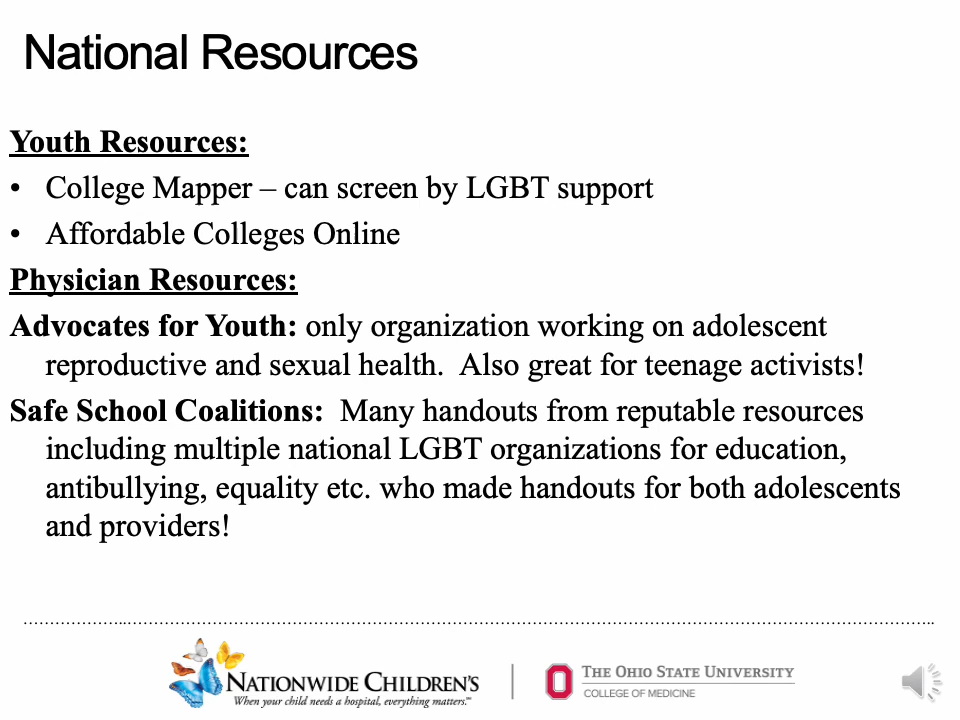 National Resources
Youth Resources:
• College Mapper – can screen by LGBT support
• Affordable Colleges Online
Physician Resources:
Advocates for Youth: only organization working on adolescent
reproductive and sexual health.  Also great for teenage activists!
Safe School Coalitions:  Many handouts from reputable resources
including multiple national LGBT organizations for education,
antibullying, equality etc. who made handouts for both adolescents
and providers!
NATIONWIDE CHILDREN'S
When your child needs a hospital, everything matters.™
THE OHIO STATE UNIVERSITY
COLLEGE OF MEDICINE